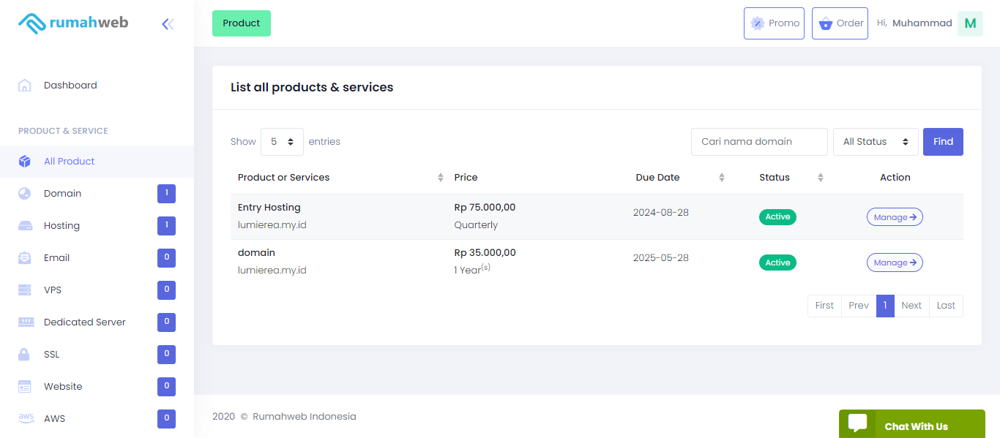 rumahweb
Product
Promo
Order
Hi, Muhammad
M
Dashboard
PRODUCT & SERVICE
All Product
Domain 1
Hosting 1
Email 0
VPS 0
Dedicated Server 0
SSL 0
Website 0
aws AWS 0
List all products & services
Show 5 entries
Cari nama domain
All Status
Find
Product or Services Price Due Date Status Action
Entry Hosting Rp 75.000,00 2024-08-28 Active Manage
lumierea.my.id Quarterly
domain Rp 35.000,00 2025-05-28 Active Manage
lumierea.my.id 1 Year(s)
First Prev 1 Next Last
2020 © Rumahweb Indonesia
Chat With Us